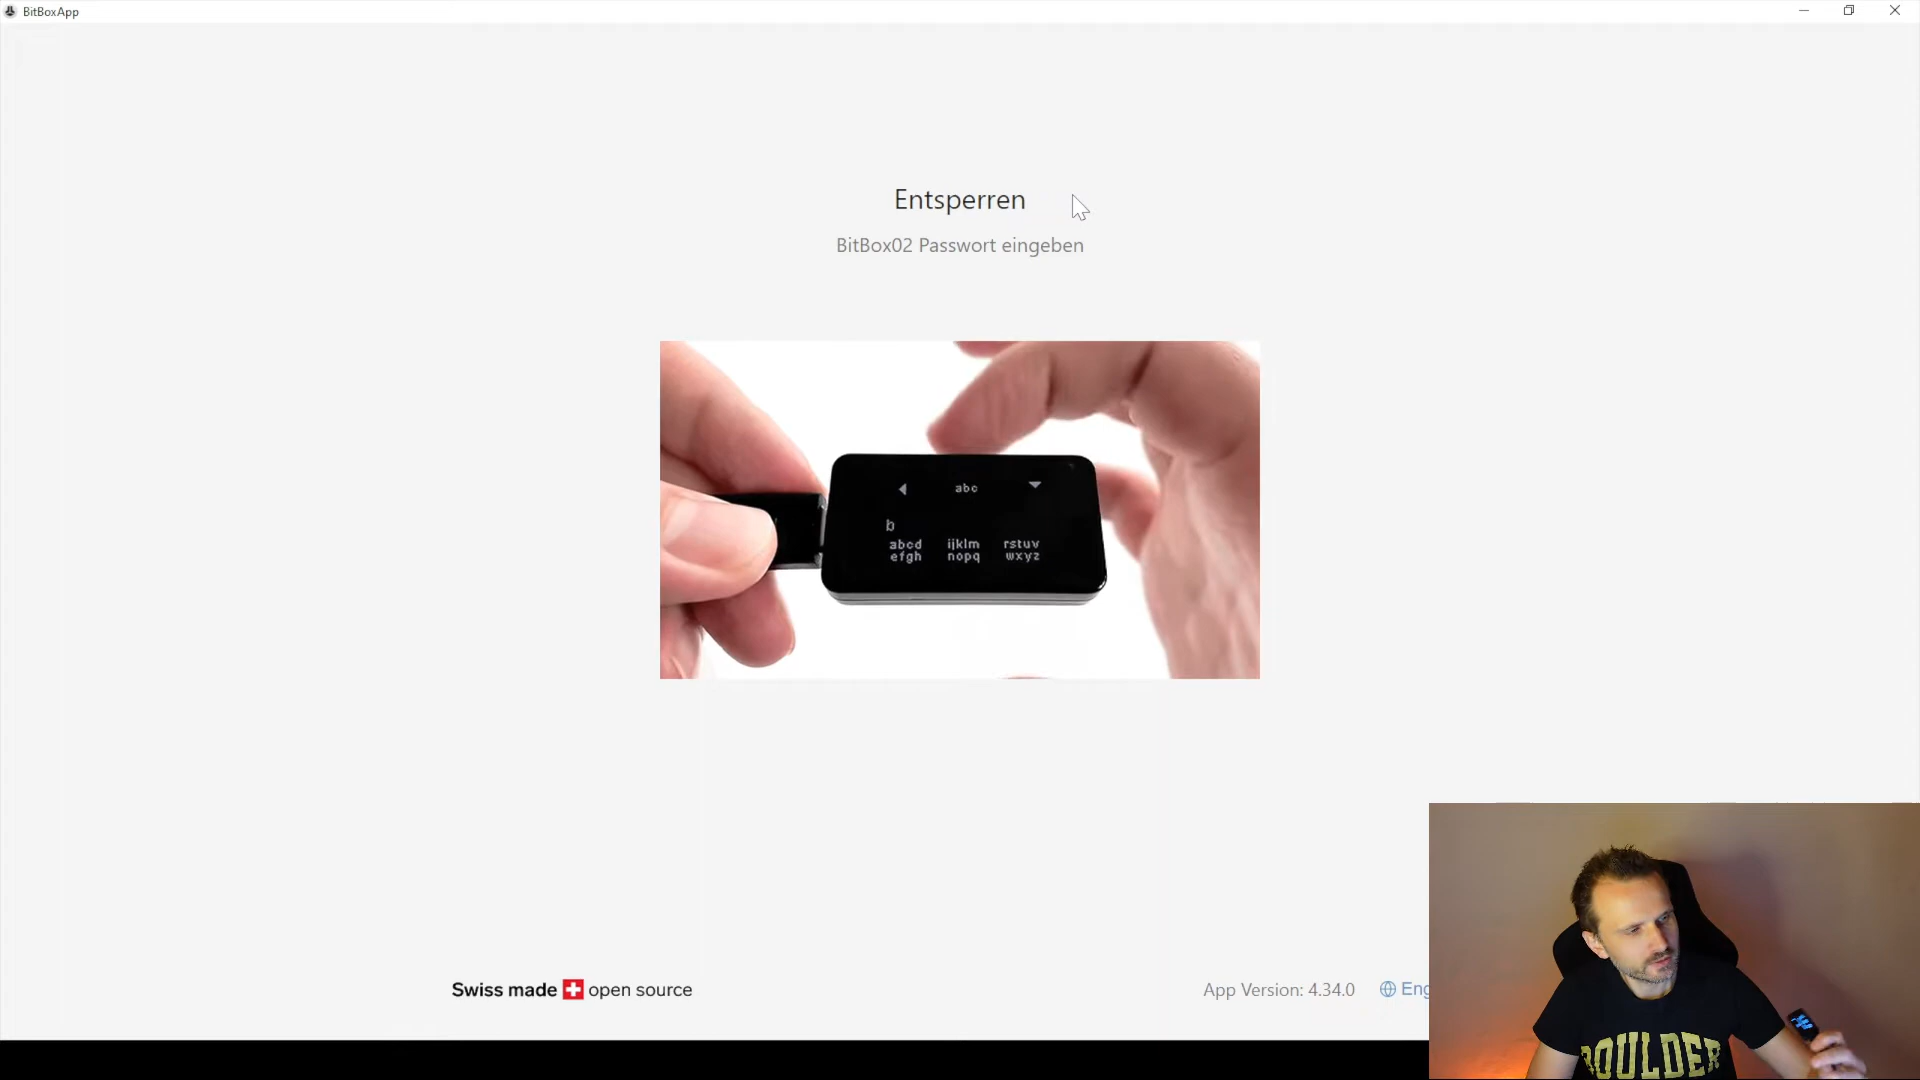 BitBoxApp
Entsperren
BitBox02 Passwort eingeben
abc
b
abcd ijklm rstuv
efgh nopq wxyz
Swiss made open source
App Version: 4.34.0 Eng
BOULDER